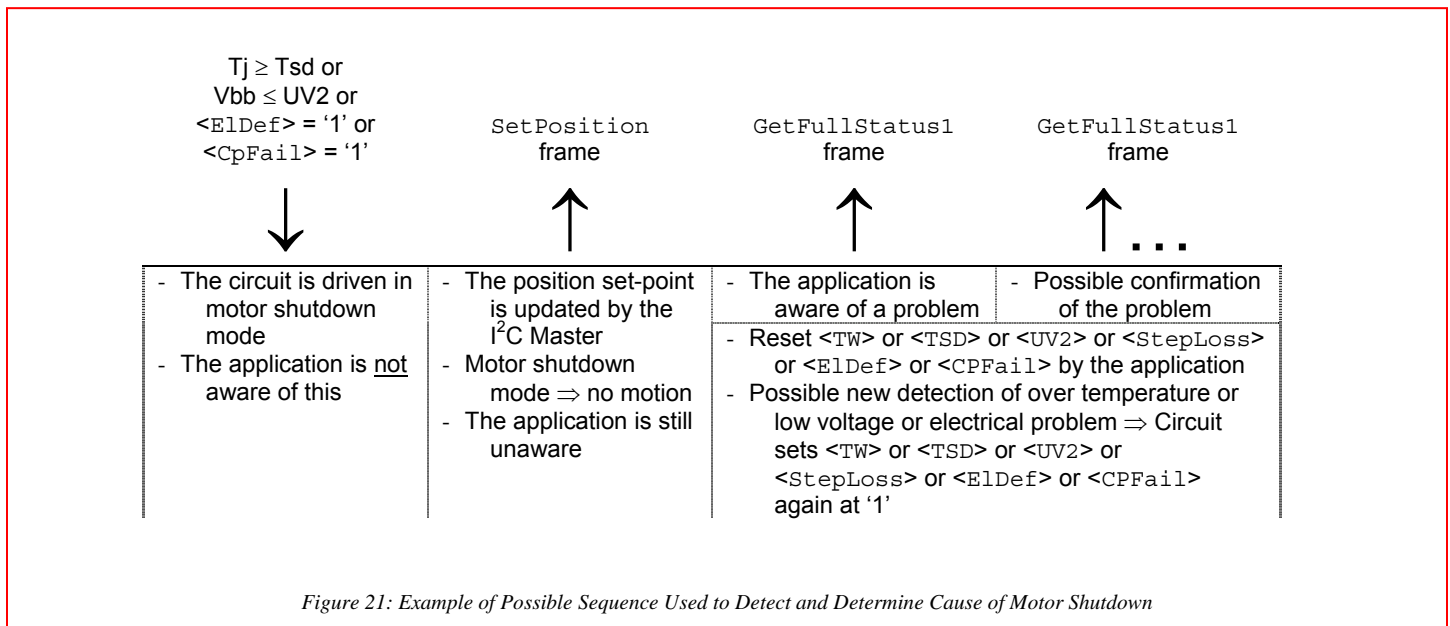 Tj ≥ Tsd or
Vbb ≤ UV2 or
<ElDef> = ‘1’ or
<CpFail> = ‘1’
SetPosition
frame
GetFullStatus1
frame
GetFullStatus1
frame
...
- The circuit is driven in
motor shutdown
mode
- The application is not
aware of this
- The position set-point
is updated by the
I²C Master
- Motor shutdown
mode ⇒ no motion
- The application is still
unaware
- The application is
aware of a problem
- Possible confirmation
of the problem
- Reset <TW> or <TSD> or <UV2> or <StepLoss>
or <ElDef> or <CPFail> by the application
- Possible new detection of over temperature or
low voltage or electrical problem ⇒ Circuit
sets <TW> or <TSD> or <UV2> or
<StepLoss> or <ElDef> or <CPFail>
again at ‘1’
Figure 21: Example of Possible Sequence Used to Detect and Determine Cause of Motor Shutdown